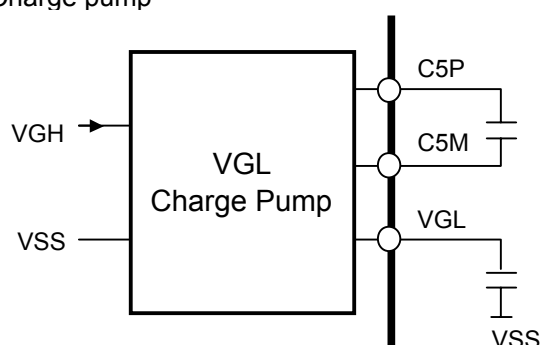 Charge pump
C5P
VGH
C5M
VGL
Charge Pump
VGL
VSS
VSS